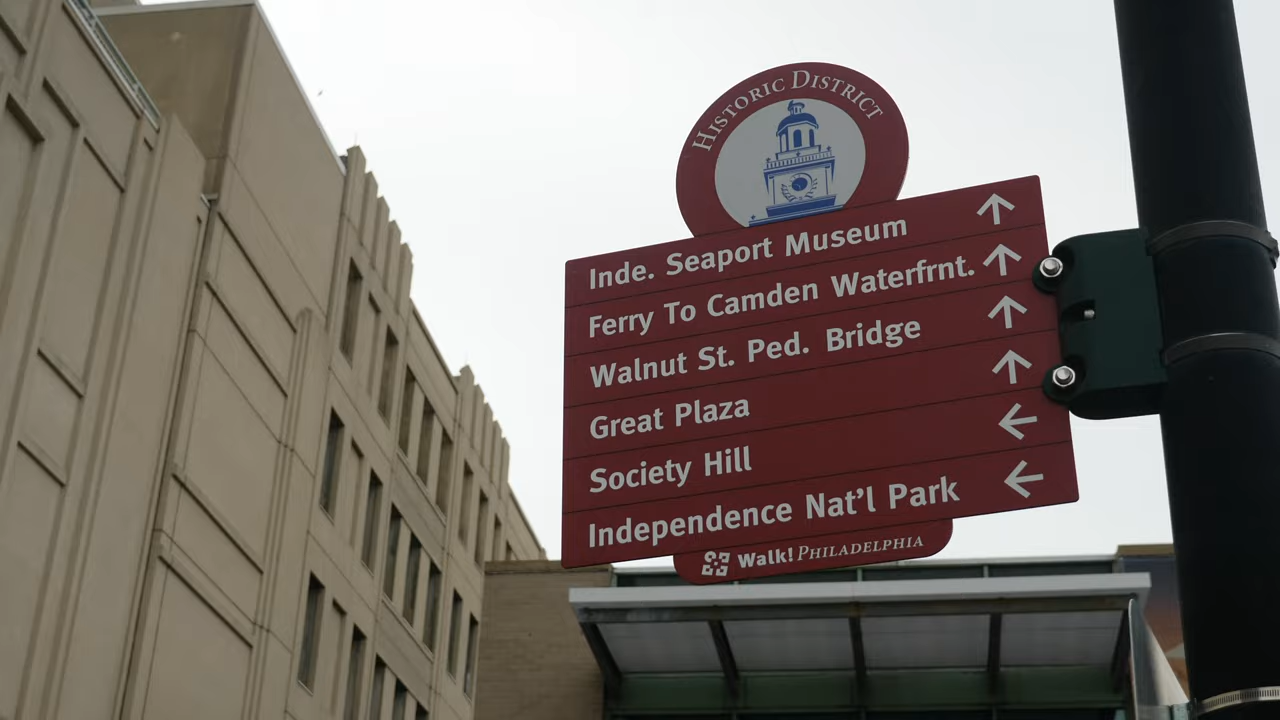 HISTORIC DISTRICT
Inde. Seaport Museum ↑
Ferry To Camden Waterfrnt. ↑
Walnut St. Ped. Bridge ↑
Great Plaza ↑
Society Hill ←
Independence Nat'l Park ←
Walk! PHILADELPHIA